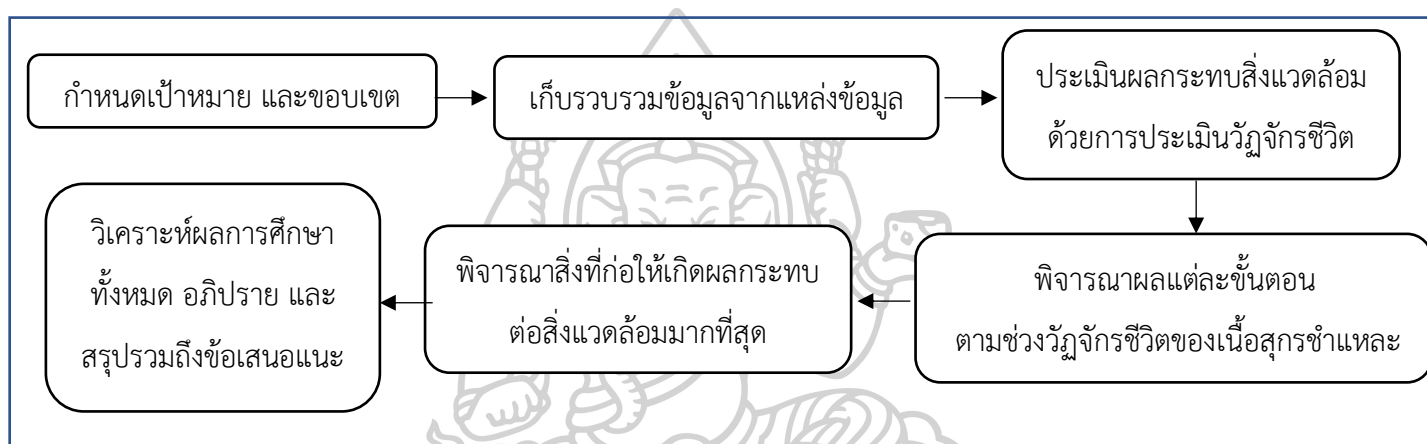 กำหนดเป้าหมาย และขอบเขต
เก็บรวบรวมข้อมูลจากแหล่งข้อมูล
ประเมินผลกระทบสิ่งแวดล้อม
ด้วยการประเมินวัฏจักรชีวิต
พิจารณาผลแต่ละขั้นตอน
ตามช่วงวัฏจักรชีวิตของเนื้อสุกรชำแหละ
พิจารณาสิ่งที่ก่อให้เกิดผลกระทบ
ต่อสิ่งแวดล้อมมากที่สุด
วิเคราะห์ผลการศึกษา
ทั้งหมด อภิปราย และ
สรุปรวมถึงข้อเสนอแนะ